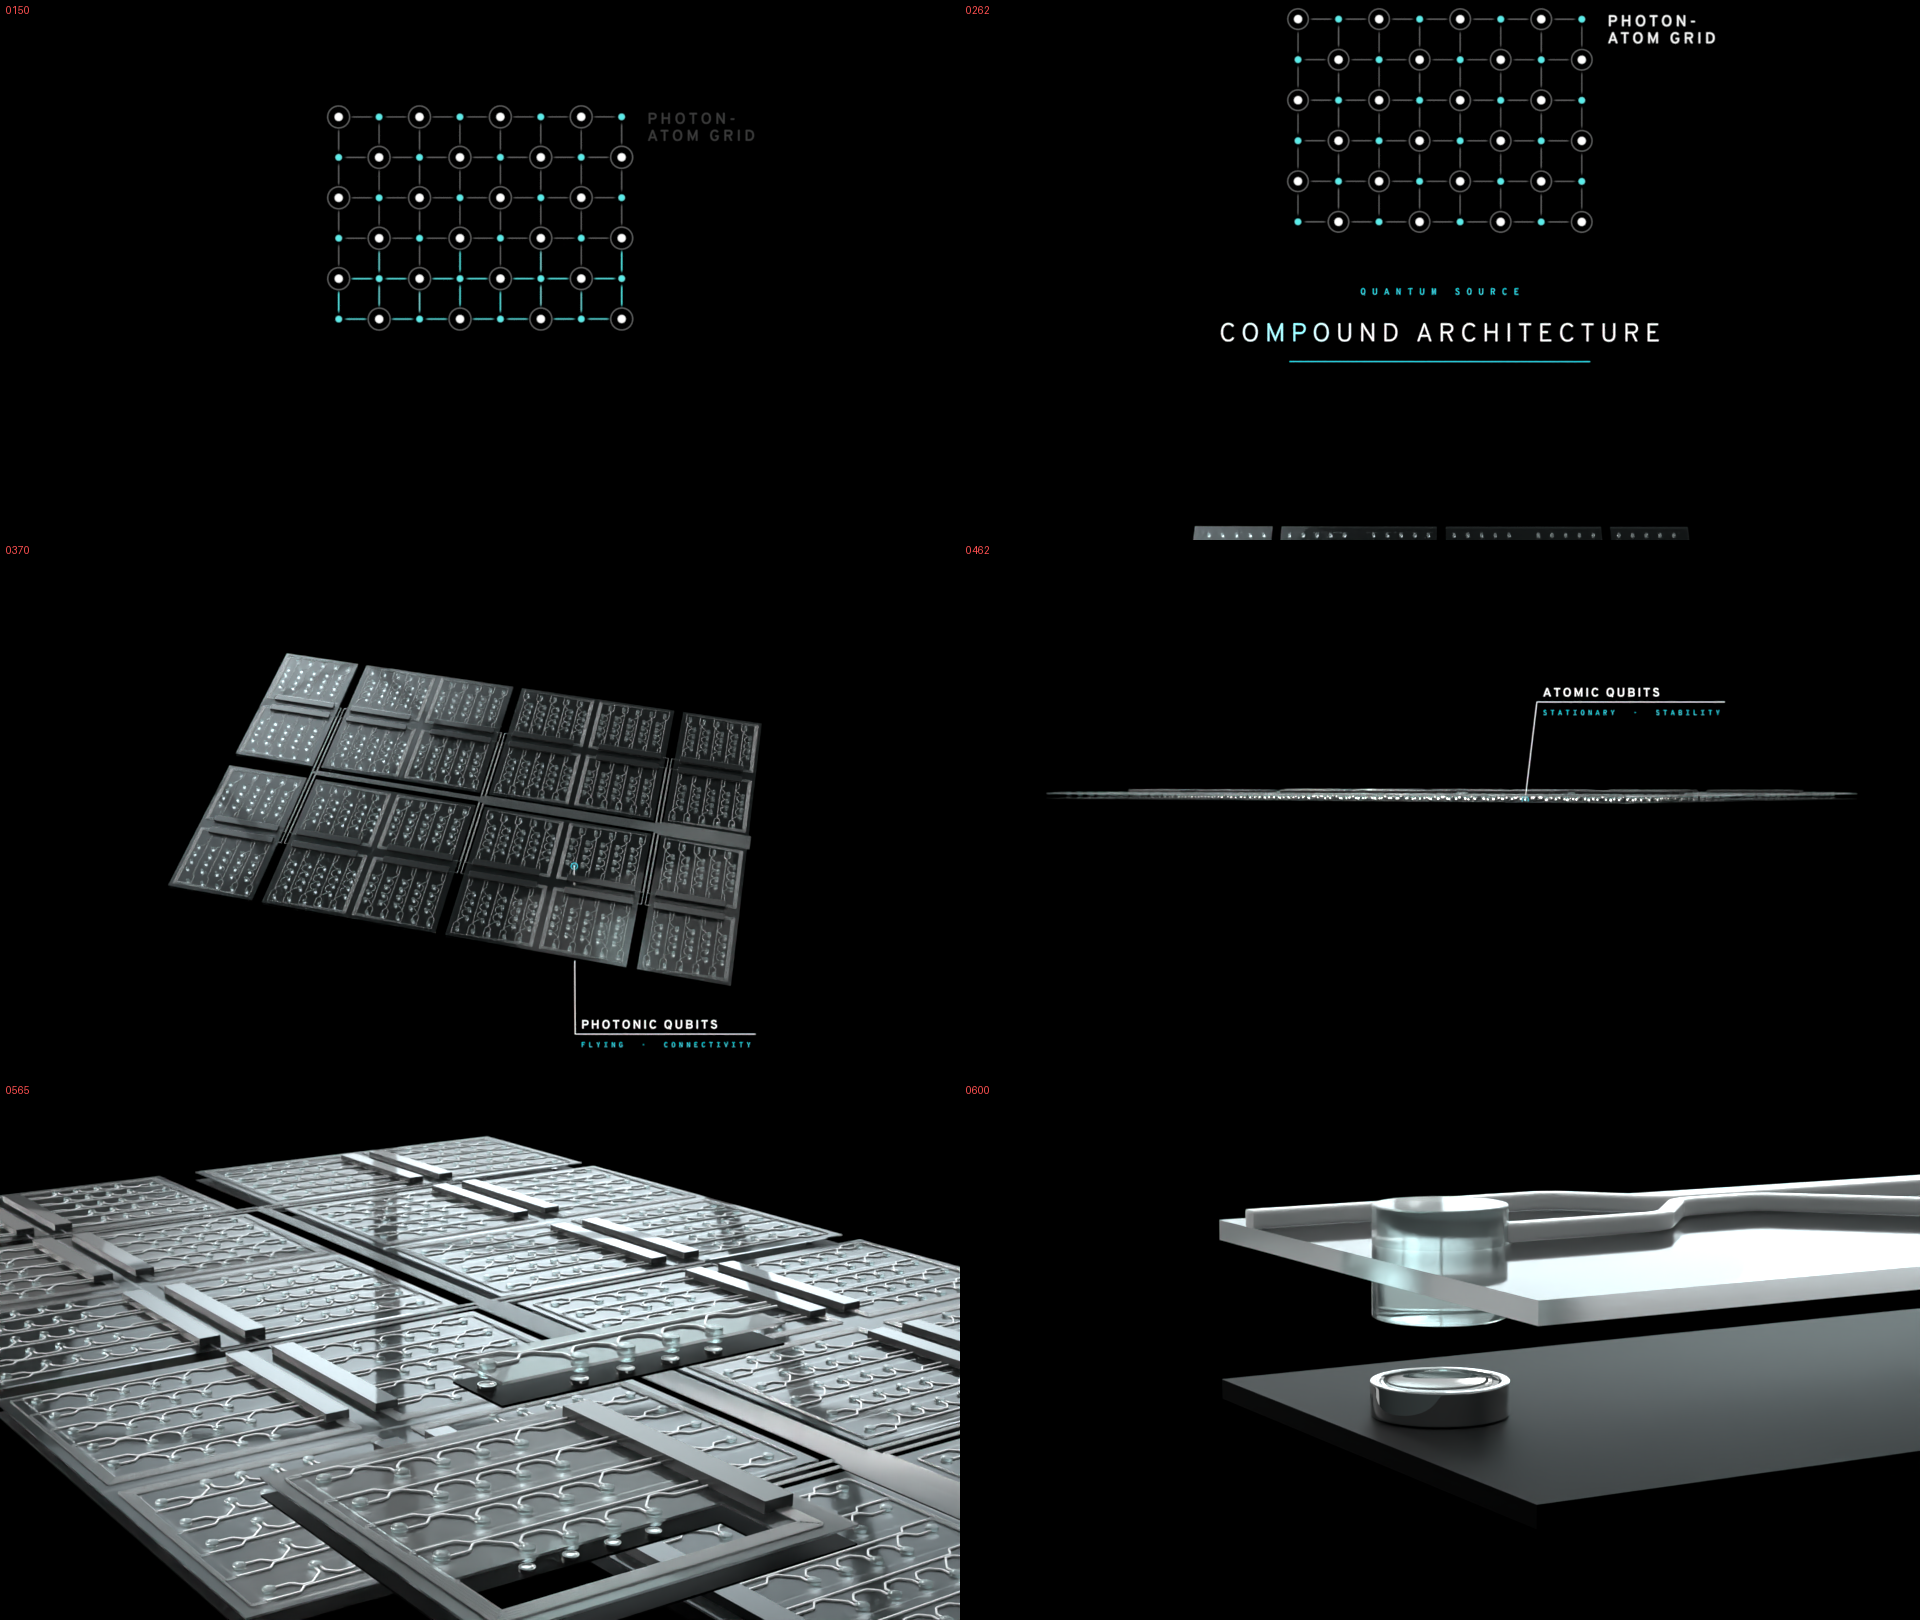 0150
PHOTON-
ATOM GRID
0262
PHOTON-
ATOM GRID
QUANTUM SOURCE
COMPOUND ARCHITECTURE
0370
PHOTONIC QUBITS
FLYING · CONNECTIVITY
0462
ATOMIC QUBITS
STATIONARY · STABILITY
0565
0600